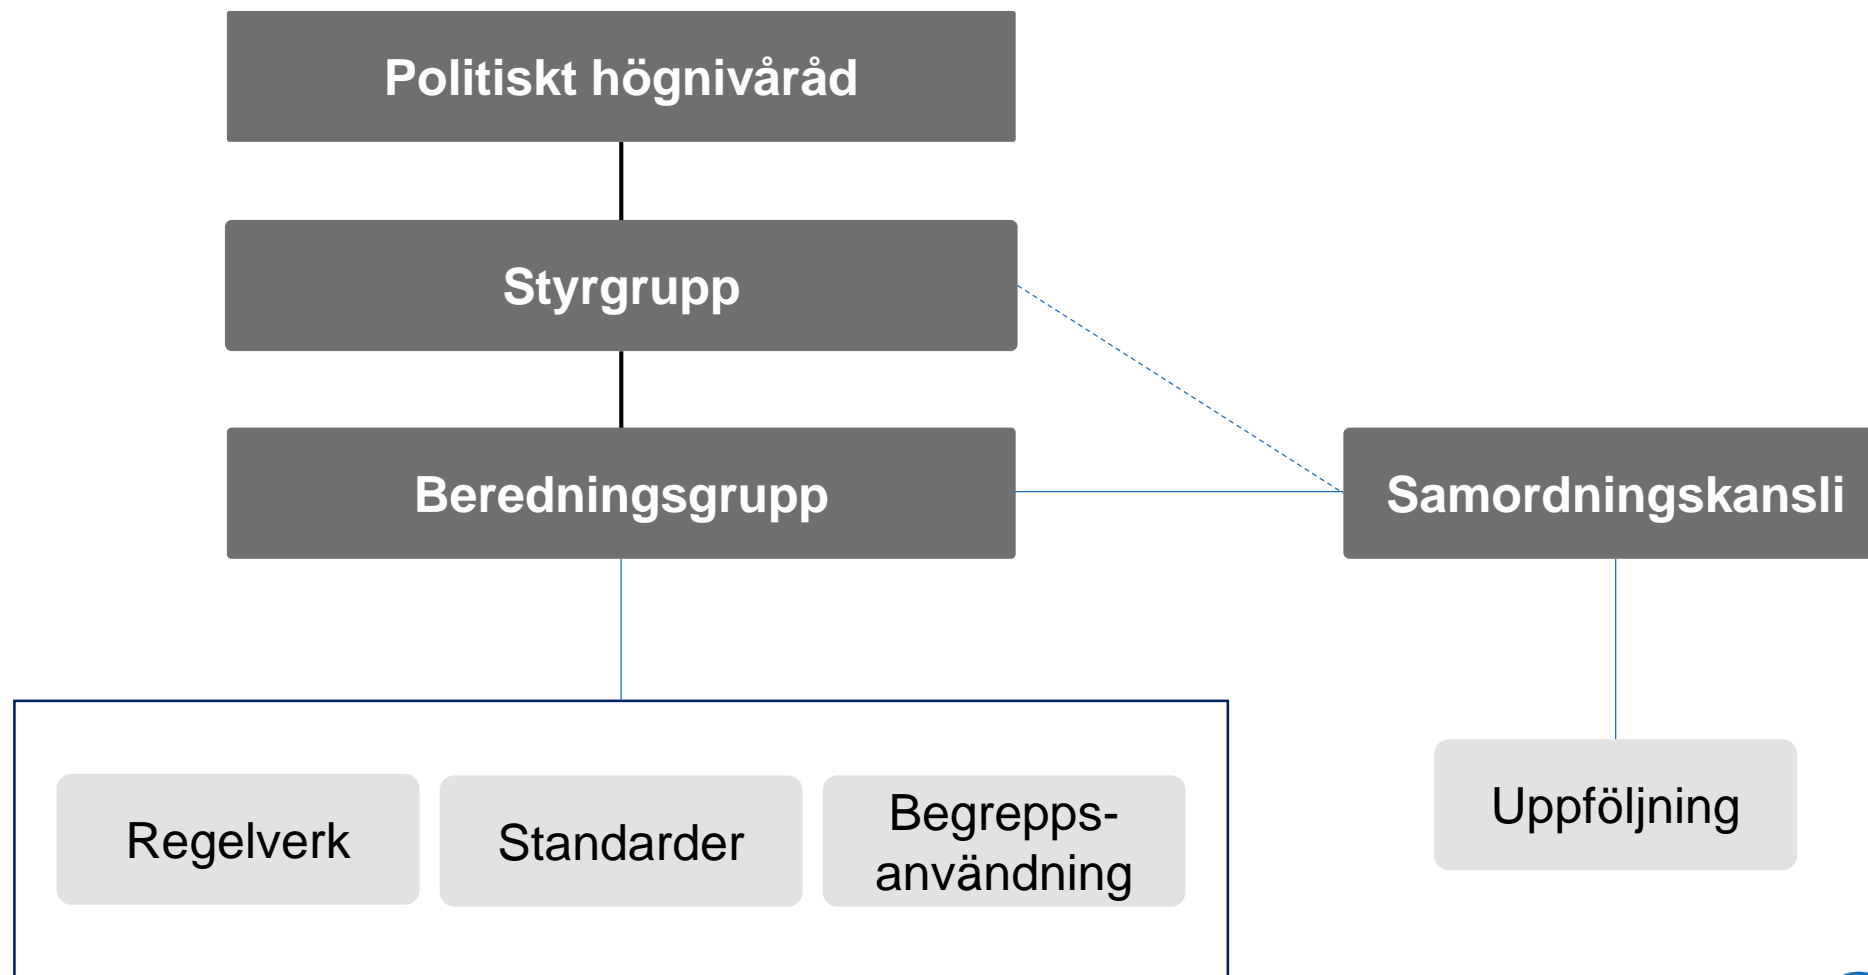 Politiskt högnivåråd
Styrgrupp
Beredningsgrupp
Samordningskansli
Regelverk
Standarder
Begrepps-
användning
Uppföljning